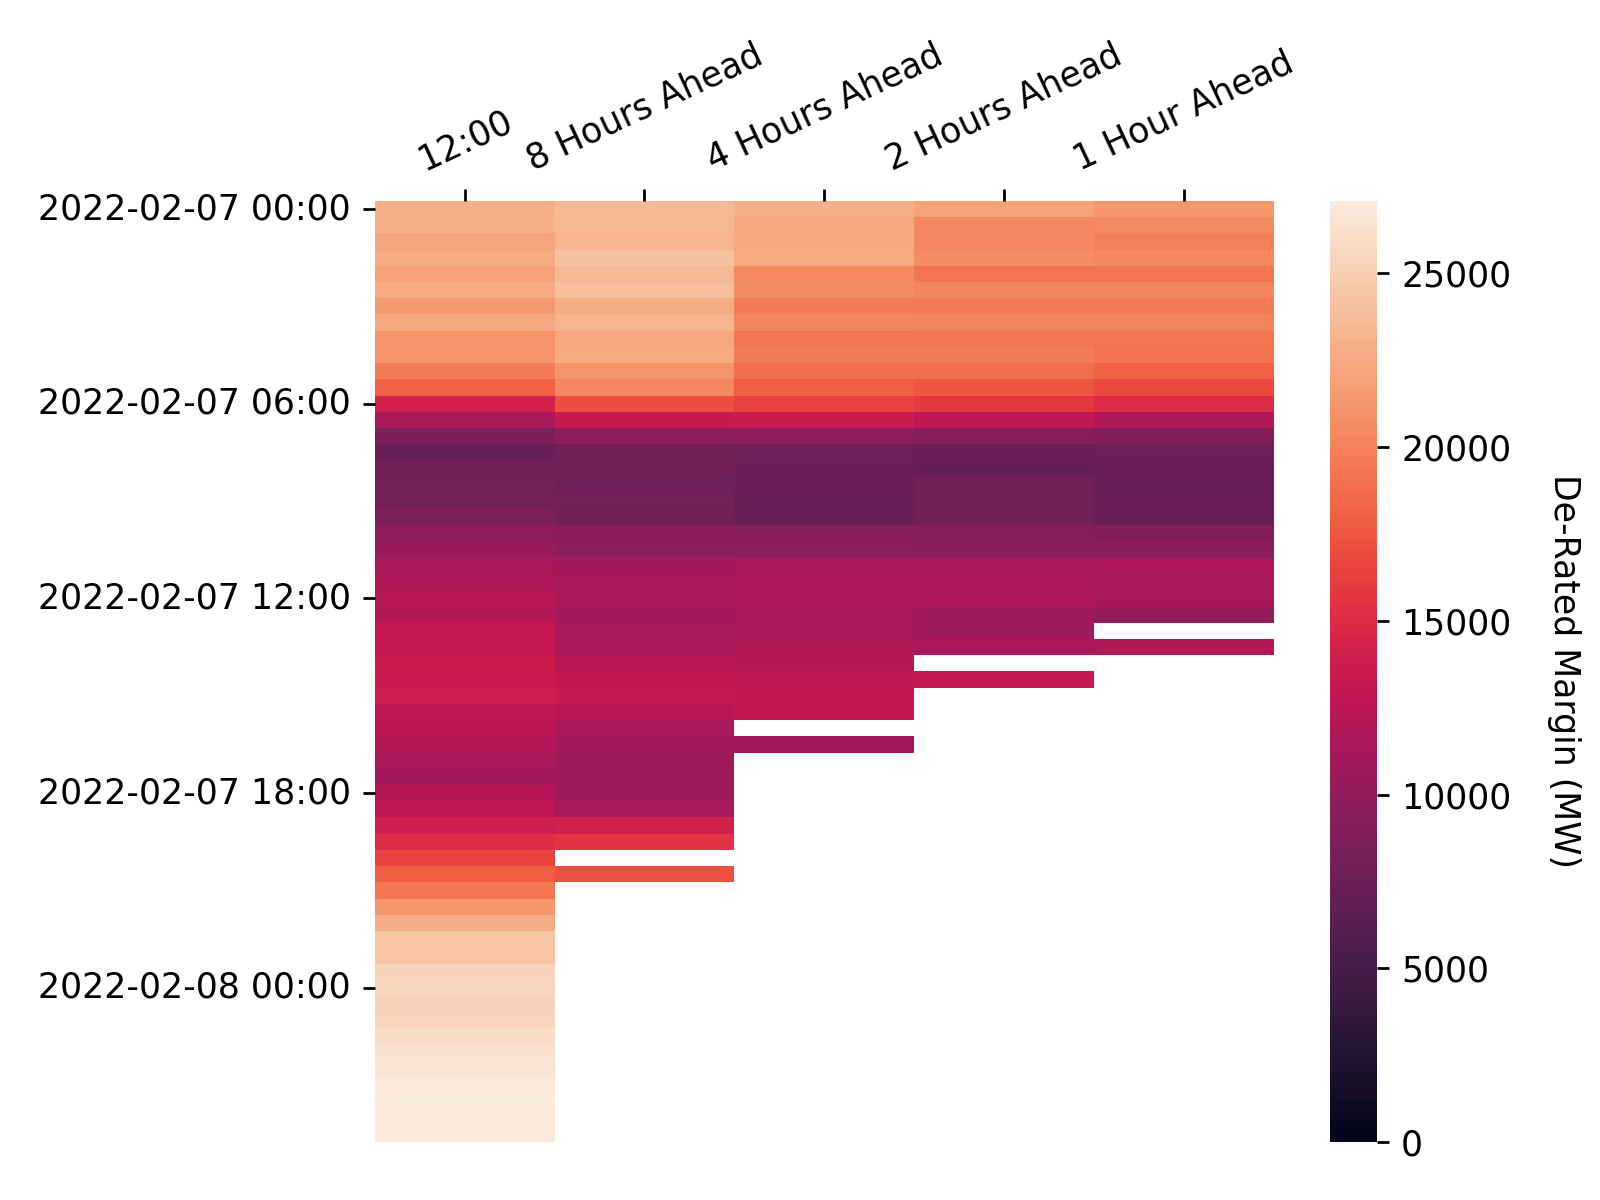 12:00
8 Hours Ahead
4 Hours Ahead
2 Hours Ahead
1 Hour Ahead
2022-02-07 00:00
2022-02-07 06:00
2022-02-07 12:00
2022-02-07 18:00
2022-02-08 00:00
25000
20000
15000
10000
5000
0
De-Rated Margin (MW)